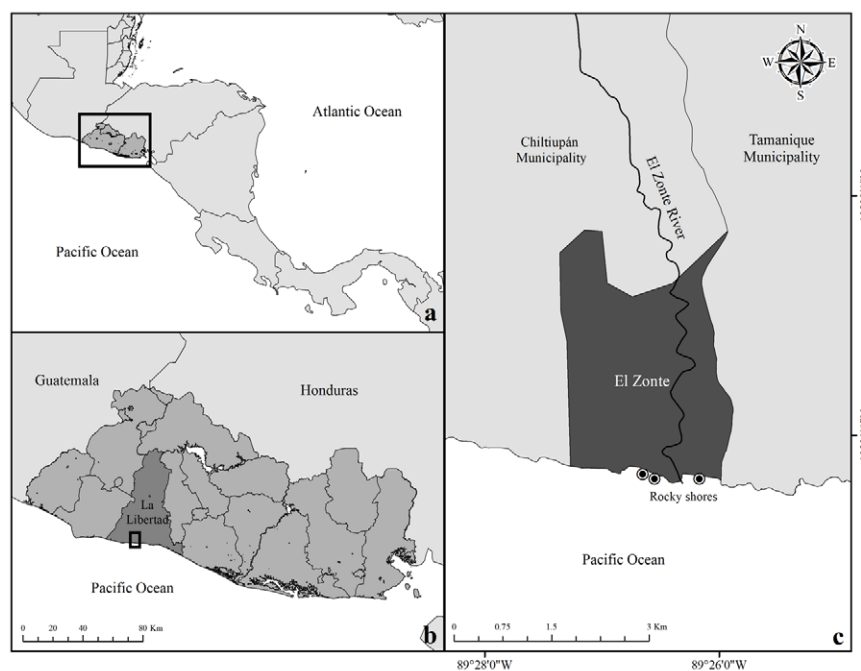 Atlantic Ocean
Pacific Ocean
a
Guatemala
Honduras
La
Libertad
Pacific Ocean
0 20 40 80 Km
b
N
W E
S
Chiltiupán
Municipality
Tamanique
Municipality
El Zonte River
El Zonte
Rocky shores
Pacific Ocean
0 0.75 1.5 3 Km
c
89°28'0"W 89°26'0"W